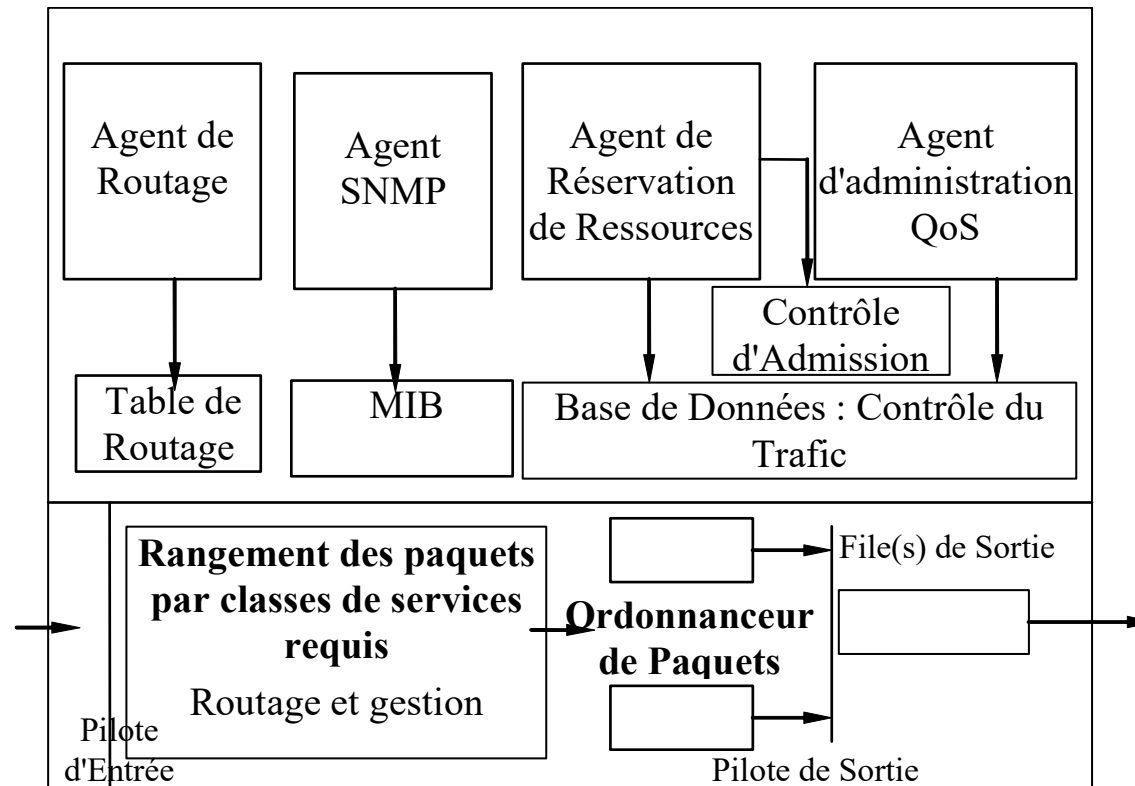 Agent de
Routage
Agent
SNMP
Agent de
Réservation
de Ressources
Agent
d'administration
QoS
Contrôle
d'Admission
Table de
Routage
MIB
Base de Données : Contrôle du
Trafic
Rangement des paquets
par classes de services
requis
Routage et gestion
Ordonnanceur
de Paquets
File(s) de Sortie
Pilote
d'Entrée
Pilote de Sortie